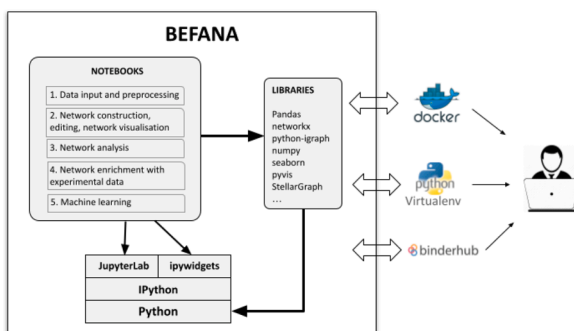 BEFANA
NOTEBOOKS
1. Data input and preprocessing
2. Network construction,
editing, network visualisation
3. Network analysis
4. Network enrichment with
experimental data
5. Machine learning
LIBRARIES
Pandas
networkx
python-igraph
numpy
seaborn
pyvis
StellarGraph
...
JupyterLab
ipywidgets
IPython
Python
docker
python
Virtualenv
binderhub